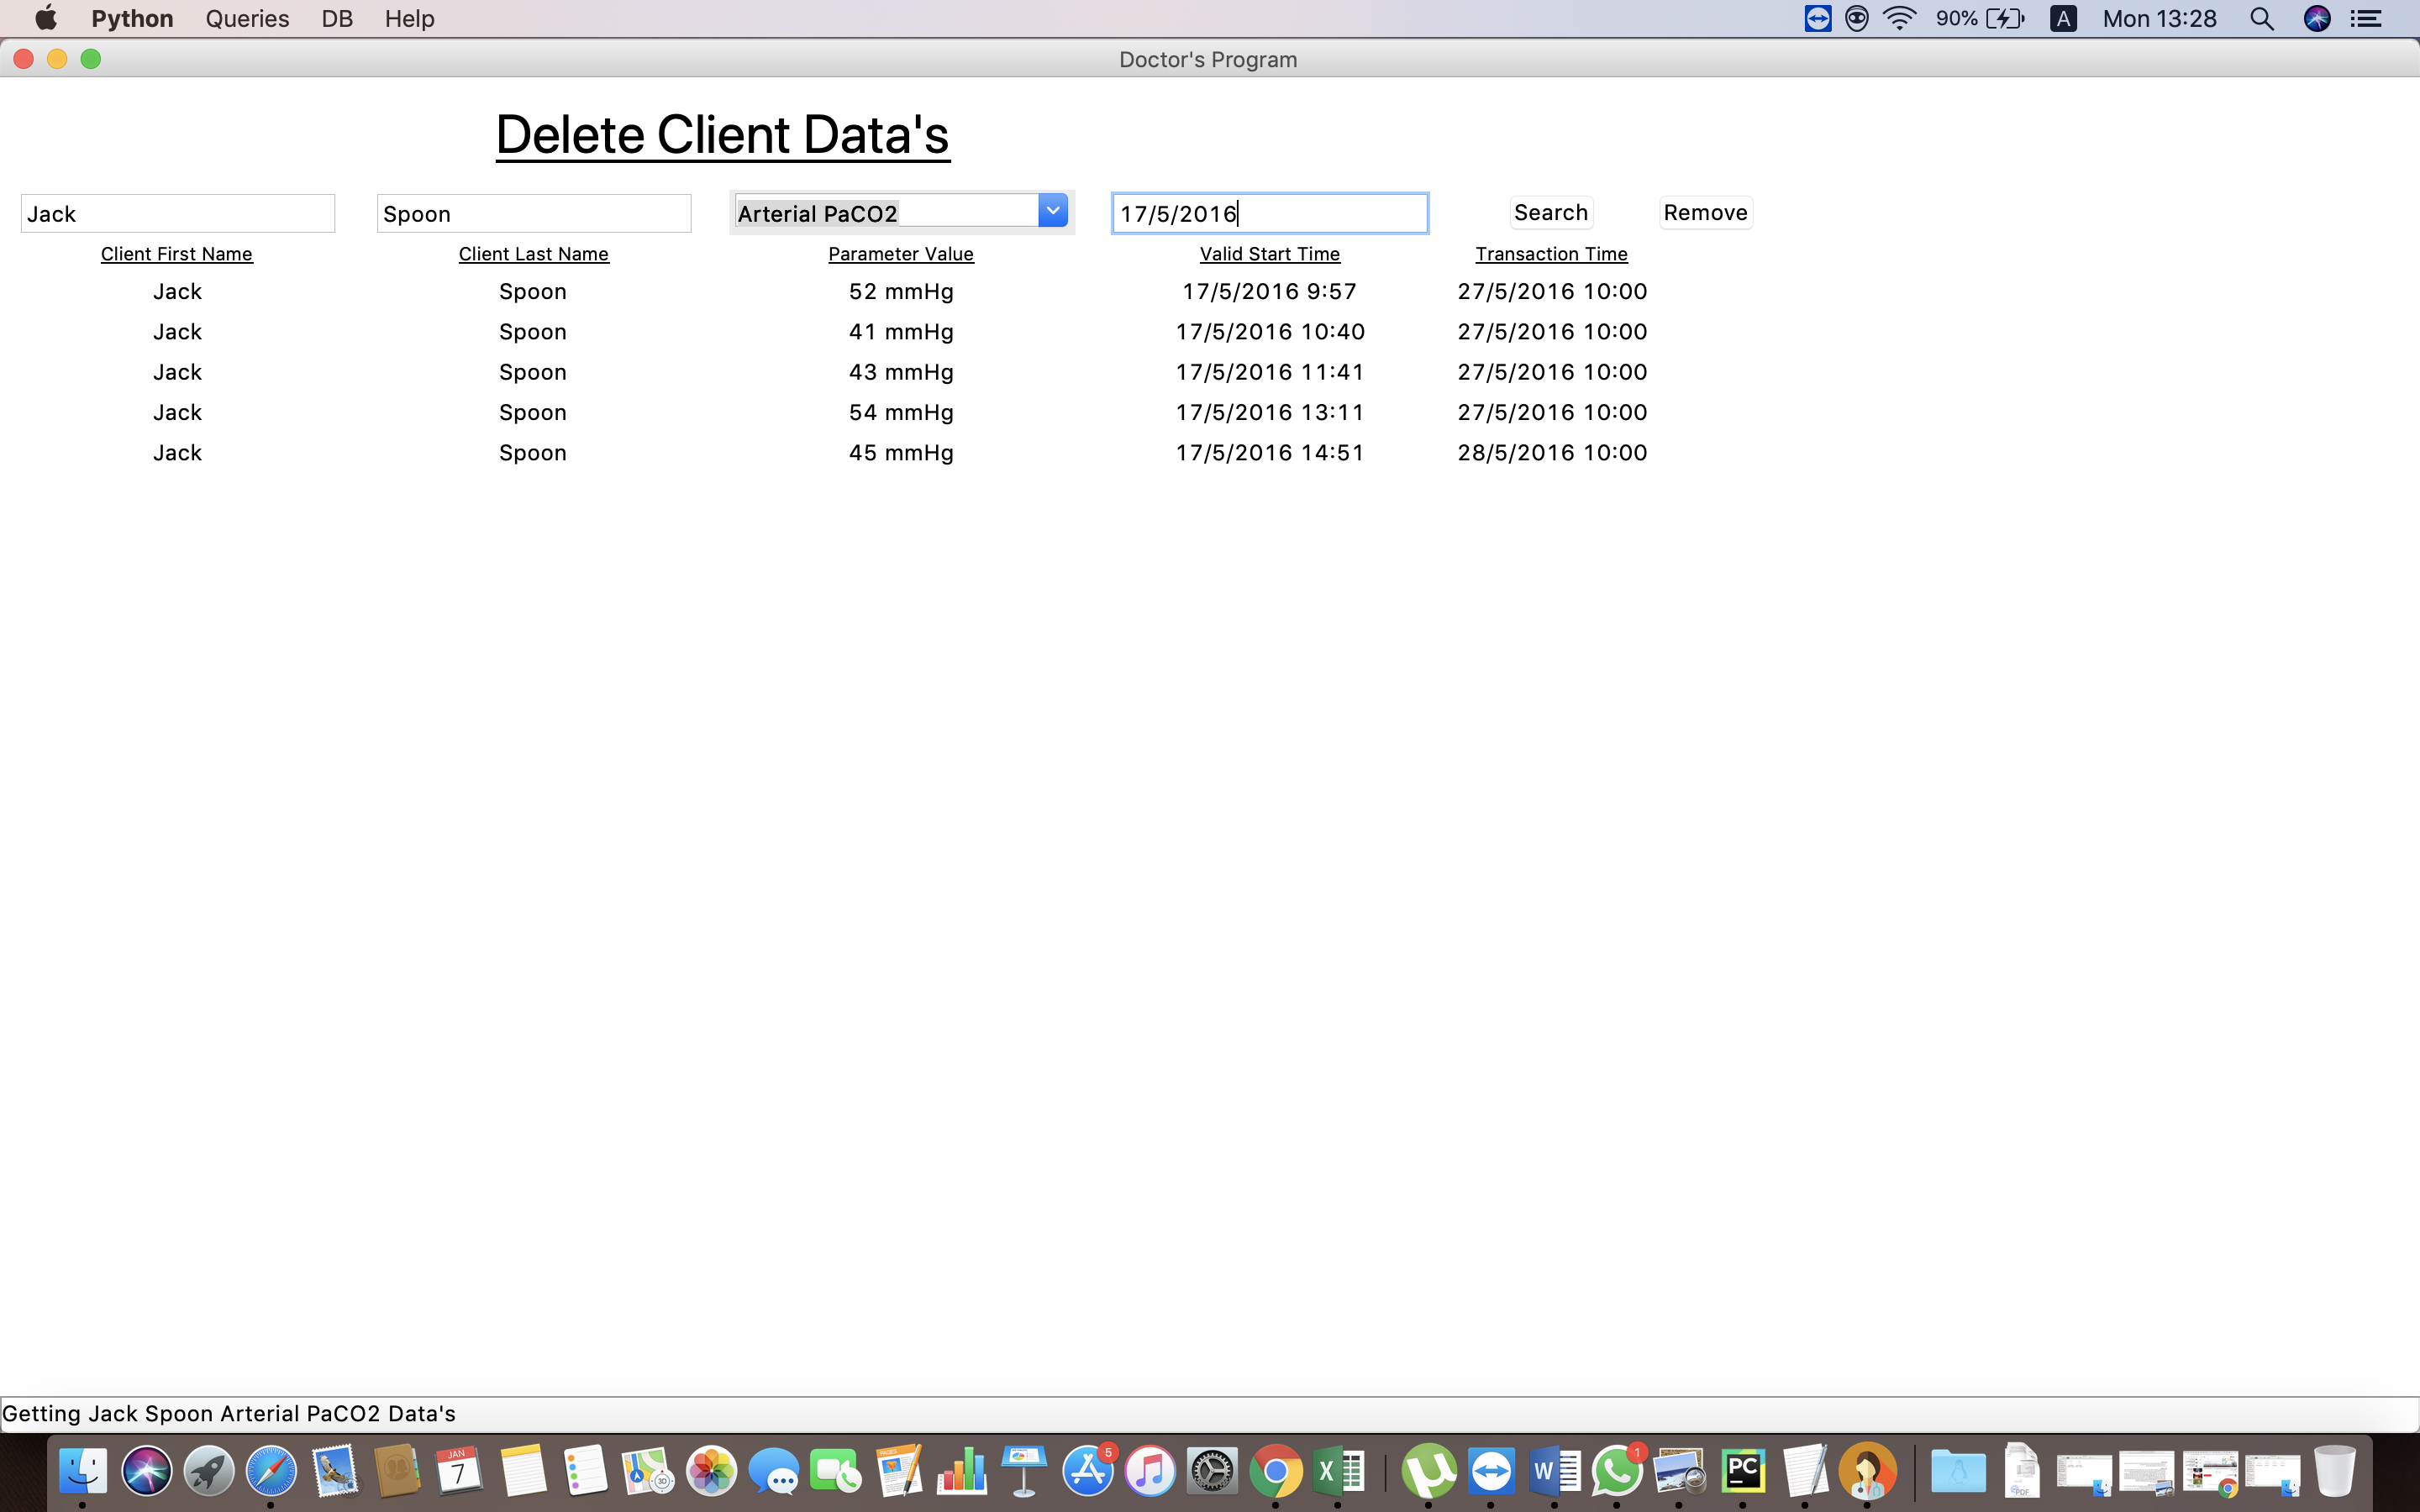 Python Queries DB Help 90% A Mon 13:28
Doctor's Program
Delete Client Data's
Jack Spoon Arterial PaCO2 17/5/2016 Search Remove
Client First Name Client Last Name Parameter Value Valid Start Time Transaction Time
Jack Spoon 52 mmHg 17/5/2016 9:57 27/5/2016 10:00
Jack Spoon 41 mmHg 17/5/2016 10:40 27/5/2016 10:00
Jack Spoon 43 mmHg 17/5/2016 11:41 27/5/2016 10:00
Jack Spoon 54 mmHg 17/5/2016 13:11 27/5/2016 10:00
Jack Spoon 45 mmHg 17/5/2016 14:51 28/5/2016 10:00
Getting Jack Spoon Arterial PaCO2 Data's
JAN 7 3D PAGES 5 X W 1 PC PDF